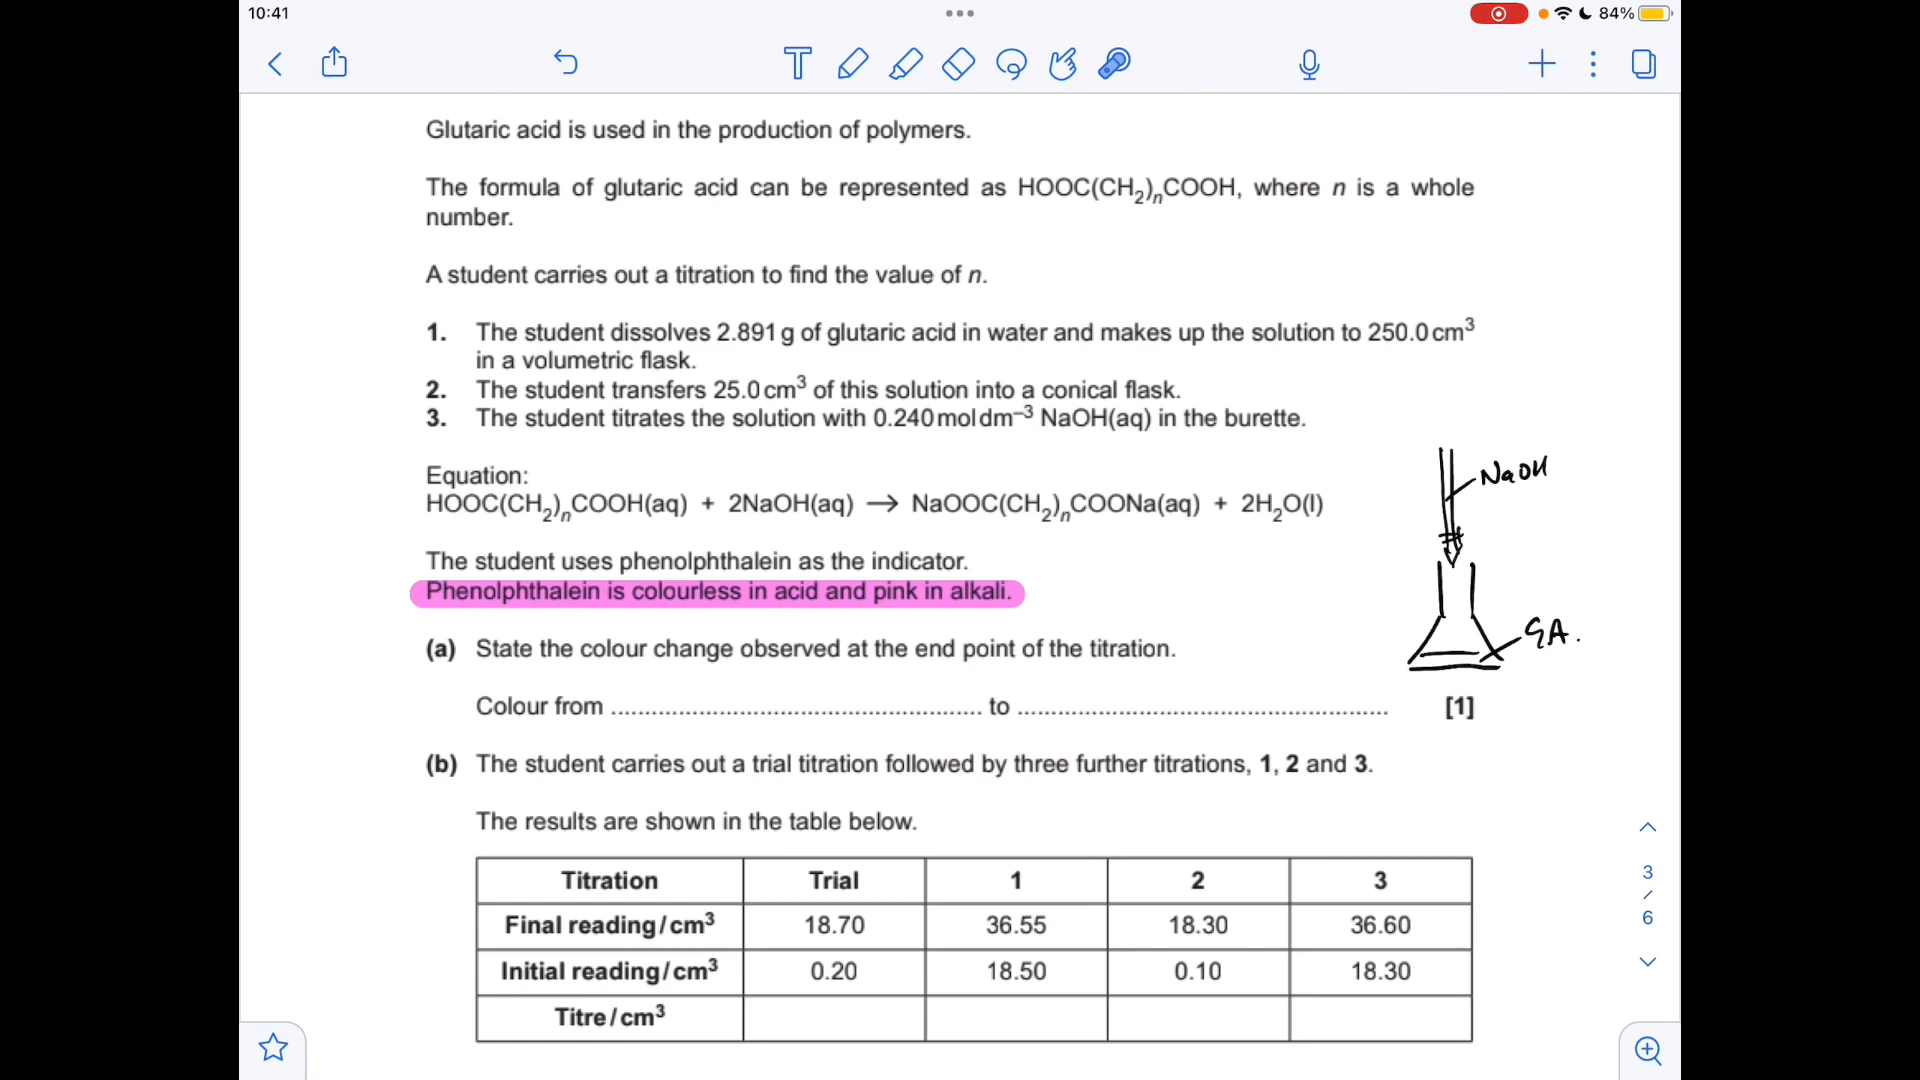 10:41
84%
Glutaric acid is used in the production of polymers.
The formula of glutaric acid can be represented as HOOC(CH₂)ₙCOOH, where n is a whole
number.
A student carries out a titration to find the value of n.
1. The student dissolves 2.891 g of glutaric acid in water and makes up the solution to 250.0 cm³
in a volumetric flask.
2. The student transfers 25.0 cm³ of this solution into a conical flask.
3. The student titrates the solution with 0.240 mol dm⁻³ NaOH(aq) in the burette.
NaOH
Equation:
HOOC(CH₂)ₙCOOH(aq) + 2NaOH(aq) → NaOOC(CH₂)ₙCOONa(aq) + 2H₂O(l)
The student uses phenolphthalein as the indicator.
Phenolphthalein is colourless in acid and pink in alkali.
GA.
(a) State the colour change observed at the end point of the titration.
Colour from ........................................................ to ........................................................ [1]
(b) The student carries out a trial titration followed by three further titrations, 1, 2 and 3.
The results are shown in the table below.
Titration Trial 1 2 3
Final reading/cm³ 18.70 36.55 18.30 36.60
Initial reading/cm³ 0.20 18.50 0.10 18.30
Titre/cm³
3
/
6